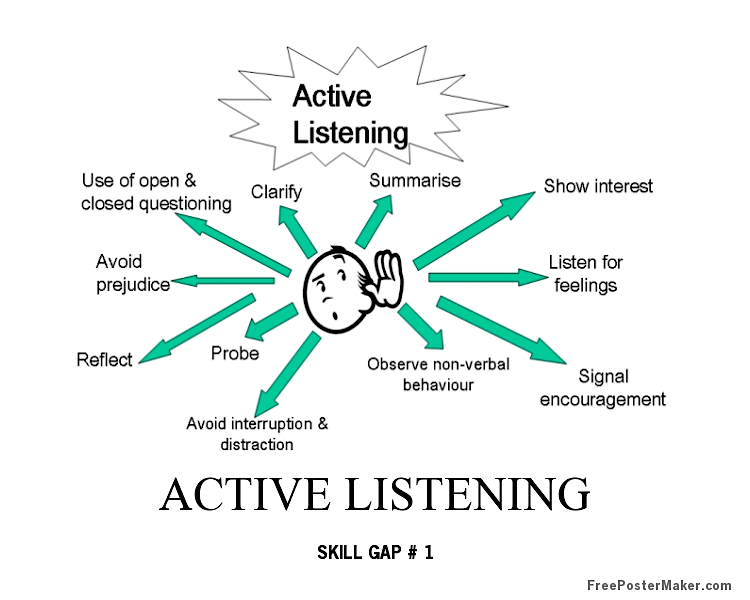 Active
Listening
Use of open &
closed questioning
Clarify
Summarise
Show interest
Avoid
prejudice
Listen for
feelings
Reflect
Probe
Observe non-verbal
behaviour
Signal
encouragement
Avoid interruption &
distraction
ACTIVE LISTENING
SKILL GAP # 1
FreePosterMaker.com